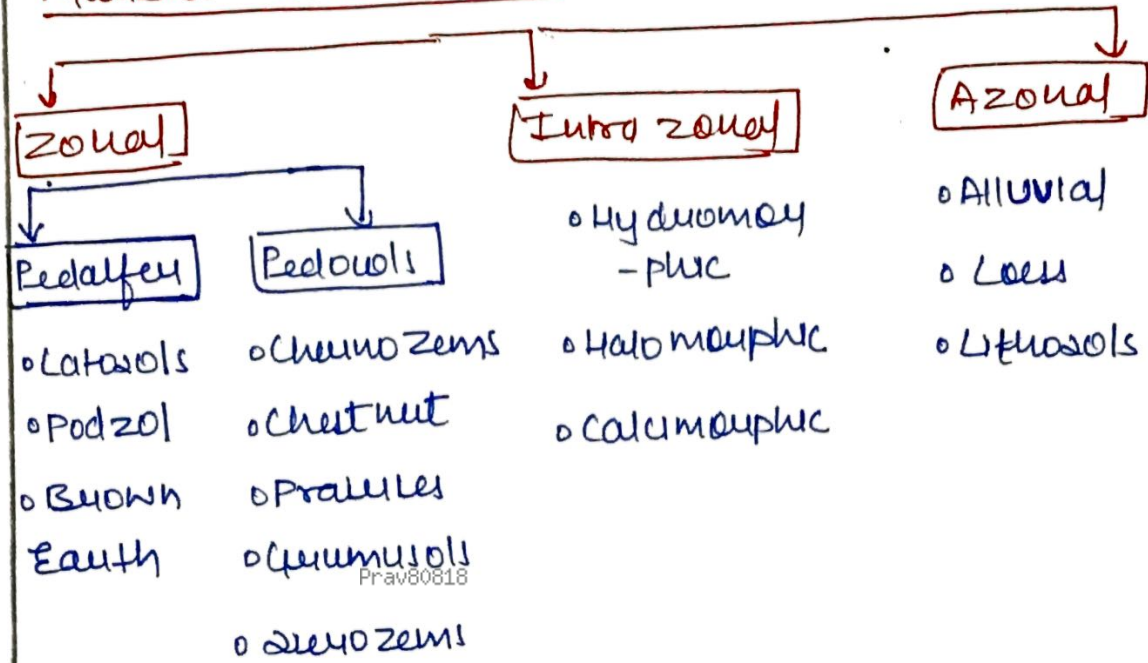 Zonal
Intra zonal
Azonal
Pedalfer
Pedocals
• Latosols
• Podzol
• Brown
Earth
• Chernozems
• Chestnut
• Prairies
• Grumusols
• Sierozems
• Hydromor
-phic
• Halomorphic
• Calcimorphic
• Alluvial
• Loess
• Lithosols
Prav80818